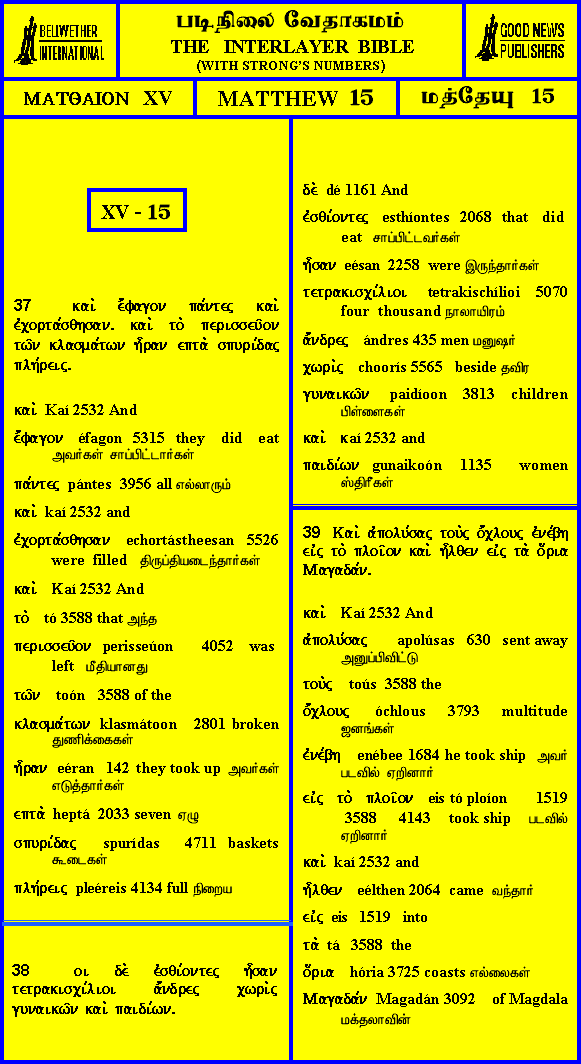 BELLWETHER
INTERNATIONAL
படிநிலை வேதாகமம்
THE INTERLAYER BIBLE
(WITH STRONG'S NUMBERS)
GOOD NEWS
PUBLISHERS
ΜΑΤΘΑΙΟΝ XV
MATTHEW 15
மத்தேயு 15
XV - 15
37 καὶ ἔφαγον πάντες καὶ
ἐχορτάσθησαν. καὶ τὸ περισσεῦον
τῶν κλασμάτων ἦραν επτὰ σπυρίδας
πλήρεις.
καὶ Kaí 2532 And
ἔφαγον éfagon 5315 they did eat
அவர்கள் சாப்பிட்டார்கள்
πάντες pántes 3956 all எல்லாரும்
καὶ kaí 2532 and
ἐχορτάσθησαν echortástheesan 5526
were filled திருப்தியடைந்தார்கள்
καὶ Kaí 2532 And
τὸ tó 3588 that அந்த
περισσεῦον perisseúon 4052 was
left மீதியானது
τῶν toón 3588 of the
κλασμάτων klasmátoon 2801 broken
துணிக்கைகள்
ἦραν eéran 142 they took up அவர்கள்
எடுத்தார்கள்
επτὰ heptá 2033 seven ஏழு
σπυρίδας spurídas 4711 baskets
கூடைகள்
πλήρεις pleéreis 4134 full நிறைய
38 οι δὲ ἐσθίοντες ἦσαν
τετρακισχίλιοι ἄνδρες χωρὶς
γυναικῶν καὶ παιδίων.
δὲ dé 1161 And
ἐσθίοντες esthíontes 2068 that did
eat சாப்பிட்டவர்கள்
ἦσαν eésan 2258 were இருந்தார்கள்
τετρακισχίλιοι tetrakischílioi 5070
four thousand நாலாயிரம்
ἄνδρες ándres 435 men மனுஷர்
χωρὶς choorís 5565 beside தவிர
γυναικῶν paidíoon 3813 children
பிள்ளைகள்
καὶ καί 2532 and
παιδίων gunaikoón 1135 women
ஸ்திரீகள்
39 Καὶ ἀπολύσας τοὺς ὄχλους ἐνέβη
εἰς τὸ πλοῖον καὶ ἦλθεν εἰς τὰ ὅρια
Μαγαδάν.
καὶ Kaí 2532 And
ἀπολύσας apolúsas 630 sent away
அனுப்பிவிட்டு
τοὺς toús 3588 the
ὄχλους óchlous 3793 multitude
ஜனங்கள்
ἐνέβη enébee 1684 he took ship அவர்
படவில் ஏறினார்
εἰς τὸ πλοῖον eis tó ploíon 1519
3588 4143 took ship படவில்
ஏறினார்
καὶ kaí 2532 and
ἦλθεν eélthen 2064 came வந்தார்
εἰς eis 1519 into
τὰ tá 3588 the
ὅρια hória 3725 coasts எல்லைகள்
Μαγαδάν Magadán 3092 of Magdala
மக்தலாவின்